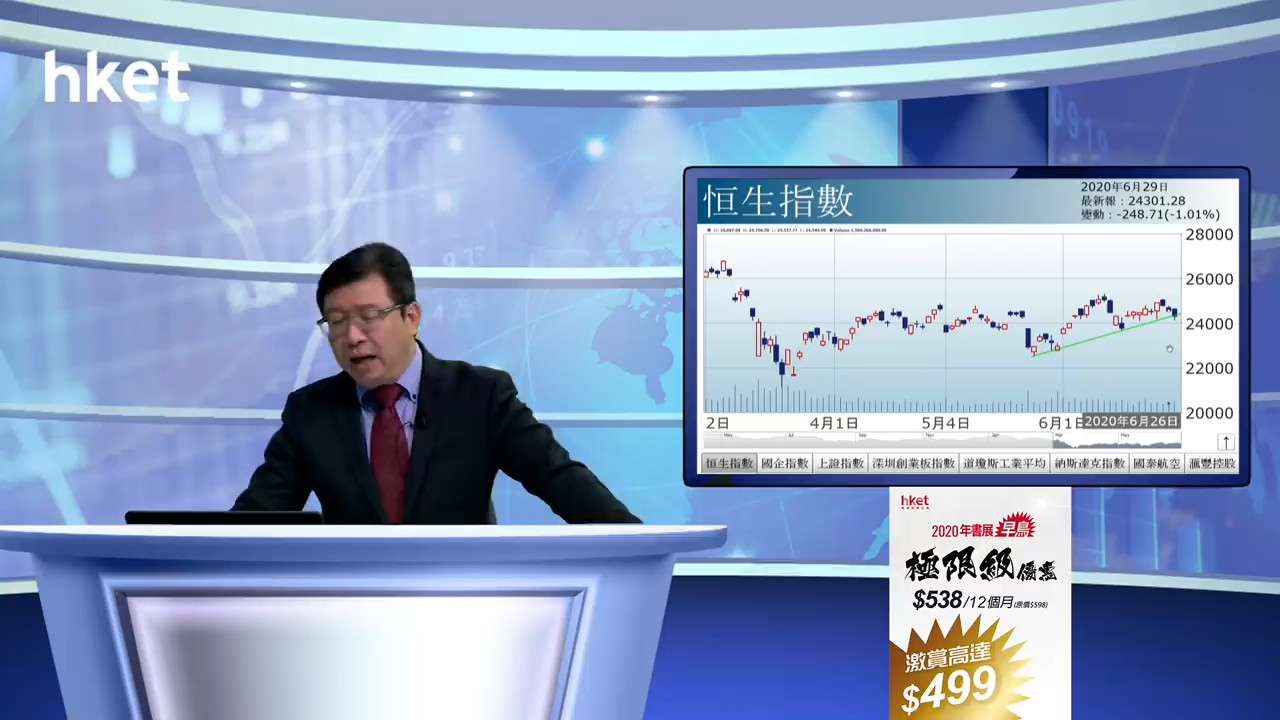 hket
恒生指數
2020年6月29日
最新報：24301.28
變動：-248.71(-1.01%)
28000
26000
24000
22000
20000
2日
4月1日
5月4日
6月1日
2020年6月26日
恒生指數
國企指數
上證指數
深圳創業板指數
道瓊斯工業平均
納斯達克指數
國泰航空
滙豐控股
hket
2020年書展早鳥
極限級優惠
$538/12個月(原價$598)
激賞高達
$499